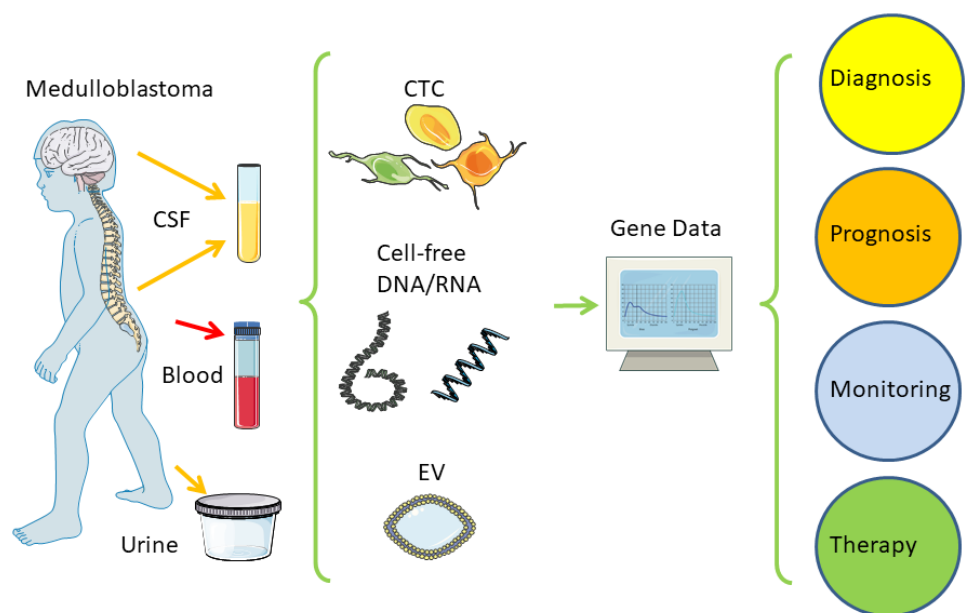 Medulloblastoma
CSF
Blood
Urine
CTC
Cell-free
DNA/RNA
EV
Gene Data
Diagnosis
Prognosis
Monitoring
Therapy